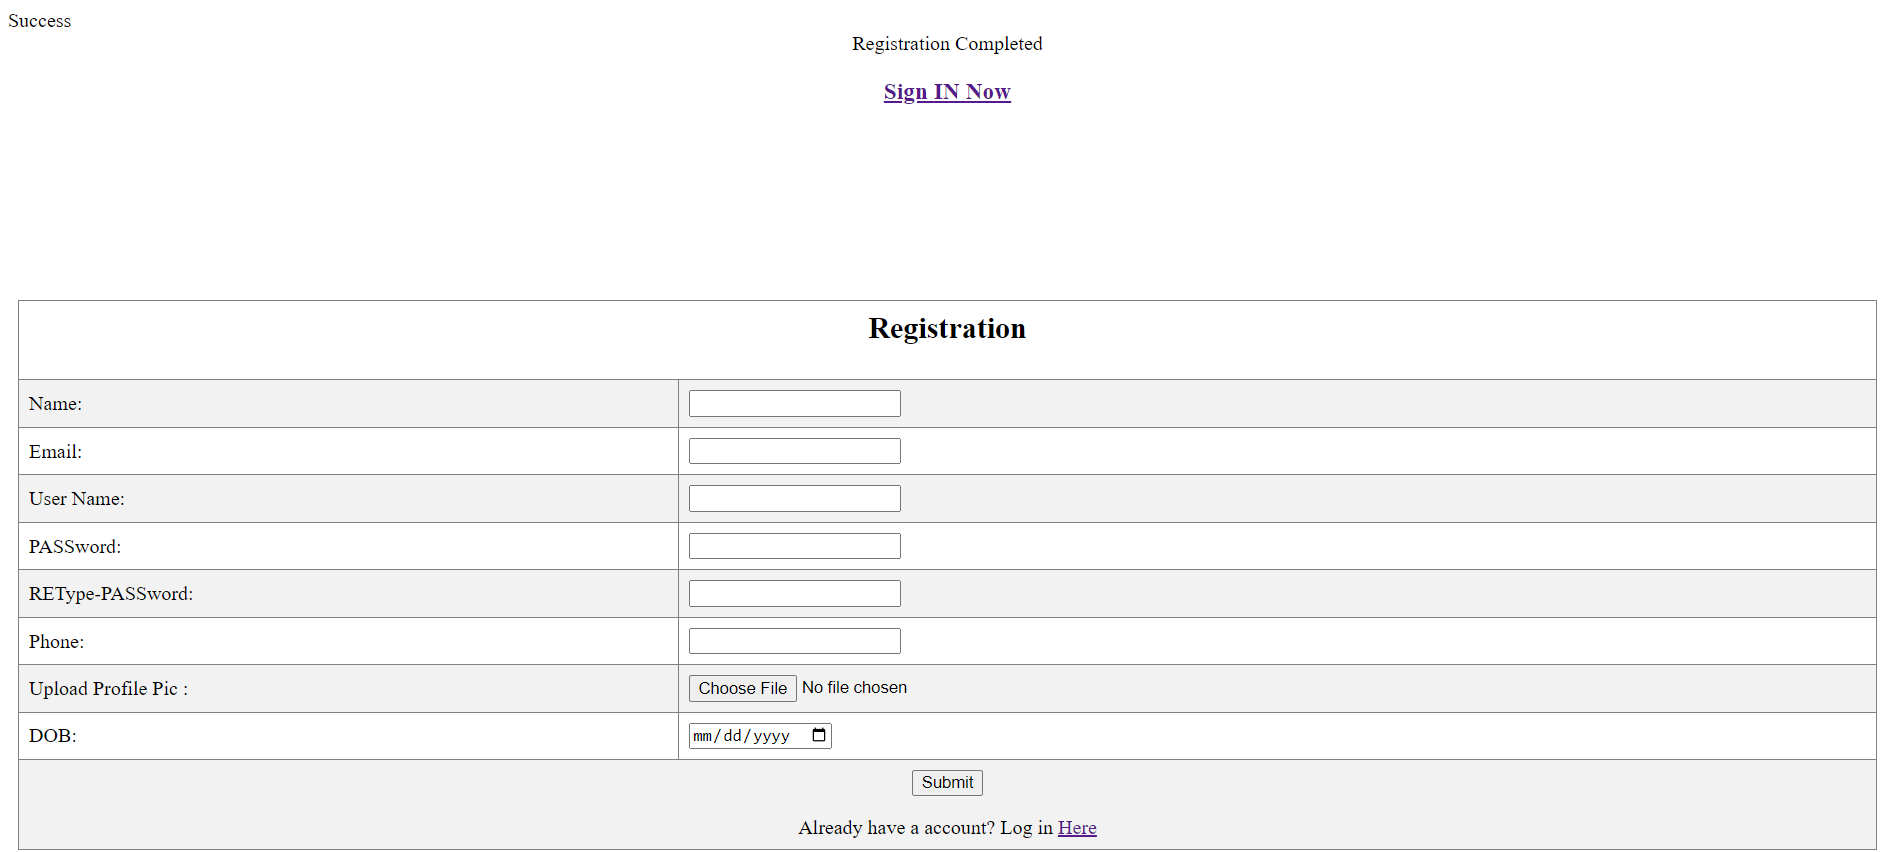 Success
Registration Completed
Sign IN Now
Registration
Name:
Email:
User Name:
PASSword:
REType-PASSword:
Phone:
Upload Profile Pic : Choose File No file chosen
DOB: mm/dd/yyyy
Submit
Already have a account? Log in Here